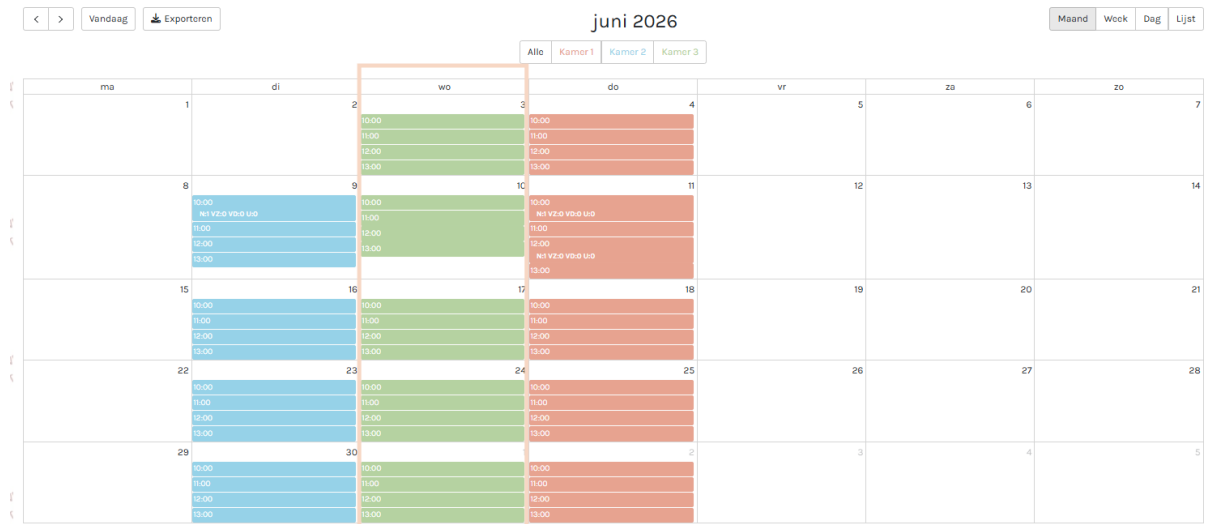 Vandaag Exporteren juni 2026 Maand Week Dag Lijst
Alle Kamer 1 Kamer 2 Kamer 3
ma di wo do vr za zo
1 2 3 4 5 6 7
10:00 10:00
11:00 11:00
12:00 12:00
13:00 13:00
8 9 10 11 12 13 14
10:00 10:00 10:00
N:1 V2:0 V0:0 U:0 N:1 V2:0 V0:0 U:0
11:00 11:00 11:00
12:00 12:00 12:00
N:1 V2:0 V0:0 U:0
13:00 13:00 13:00
15 16 17 18 19 20 21
10:00 10:00 10:00
11:00 11:00 11:00
12:00 12:00 12:00
13:00 13:00 13:00
22 23 24 25 26 27 28
10:00 10:00 10:00
11:00 11:00 11:00
12:00 12:00 12:00
13:00 13:00 13:00
29 30 2 3 4 5
10:00 10:00 10:00
11:00 11:00 11:00
12:00 12:00 12:00
13:00 13:00 13:00